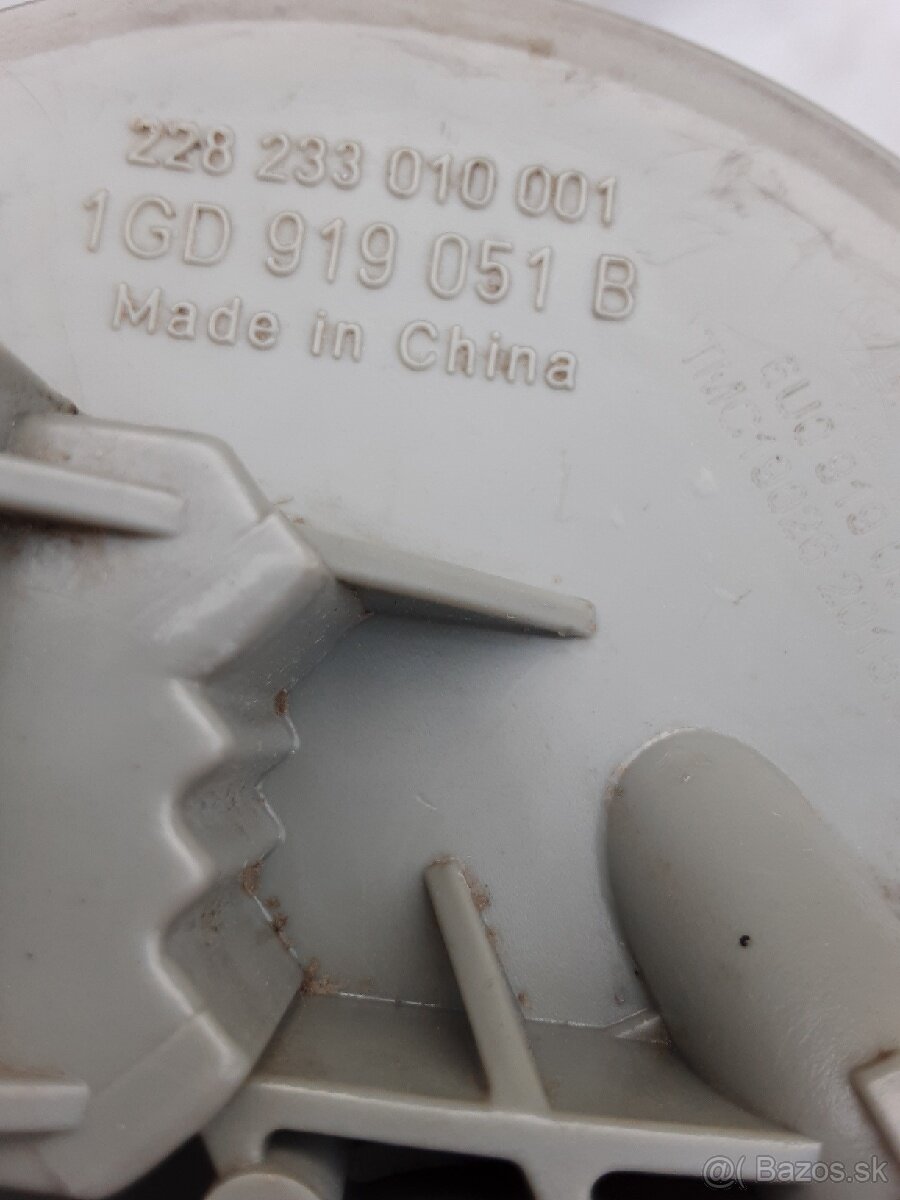 228 233 010 001
1GD 919 051 B
Made in China
@( Bazos.sk